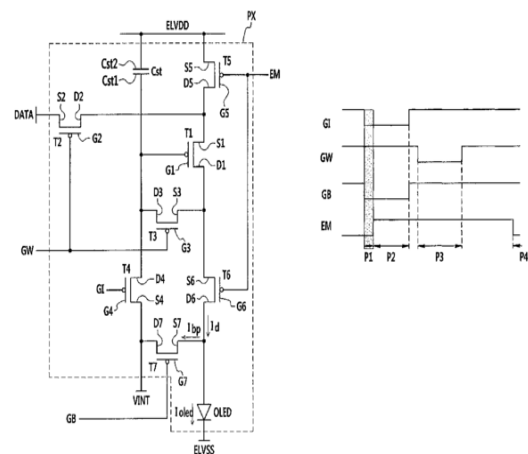 ELVDD
PX
Cst2
Cst
Cst1
S5
T5
D5
G5
EM
S2 D2
DATA
T2
G2
T1
S1
G1
D1
D3 S3
T3
G3
GW
T4
D4
GI
S4
G4
S6
T6
D6
G6
D7 S7
Ibp
Id
T7
G7
VINT
GB
Ioled
OLED
ELVSS
GI
GW
GB
EM
P1 P2 P3 P4